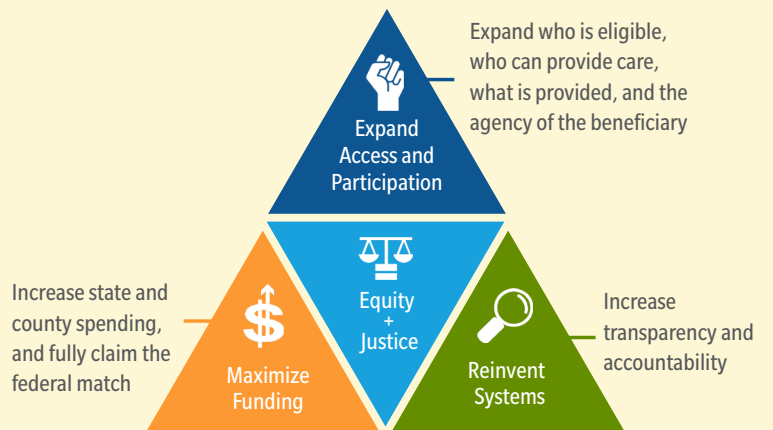 Expand who is eligible,
who can provide care,
what is provided, and the
agency of the beneficiary
Expand
Access and
Participation
Equity
+
Justice
Increase state and
county spending,
and fully claim the
federal match
$
Maximize
Funding
Reinvent
Systems
Increase
transparency and
accountability